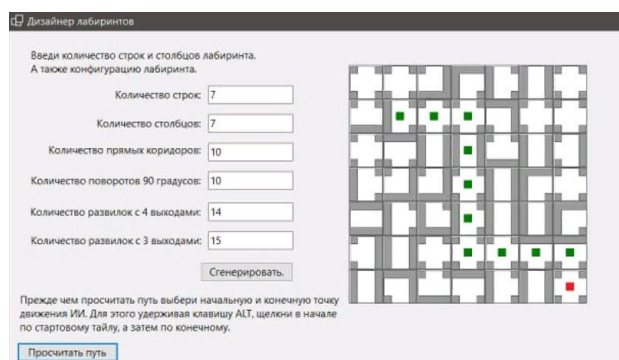 Дизайнер лабиринтов
Введи количество строк и столбцов лабиринта.
А также конфигурацию лабиринта.
Количество строк: 7
Количество столбцов: 7
Количество прямых коридоров: 10
Количество поворотов 90 градусов: 10
Количество развилок с 4 выходами: 14
Количество развилок с 3 выходами: 15
Сгенерировать.
Прежде чем просчитать путь выбери начальную и конечную точку
движения ИИ. Для этого удерживая клавишу ALT, щелкни в начале
по стартовому тайлу, а затем по конечному.
Просчитать путь